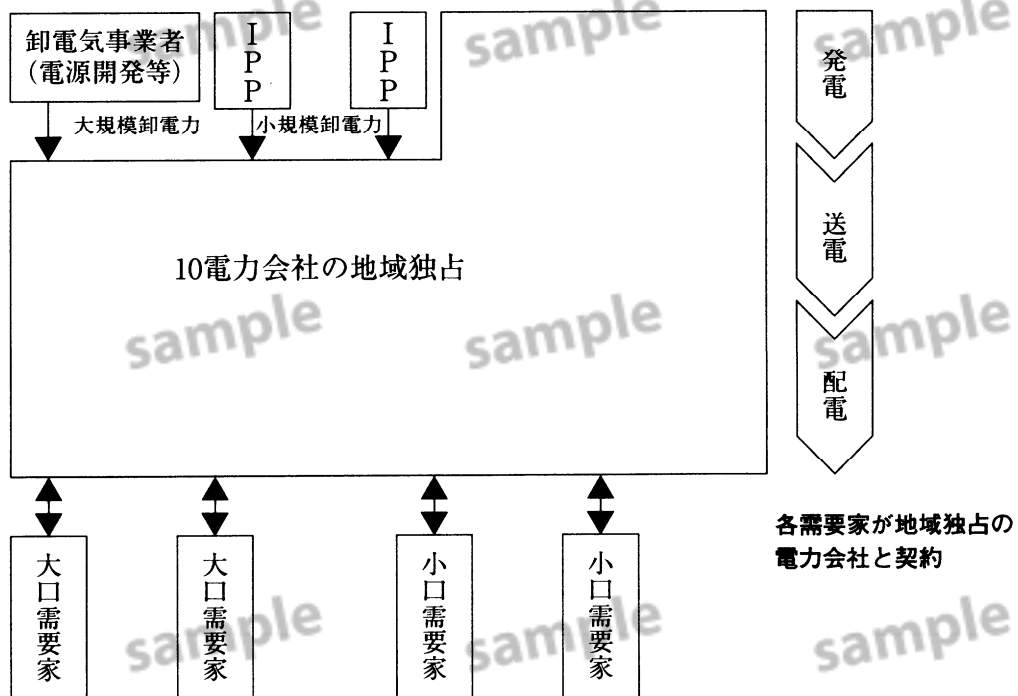 卸電気事業者
(電源開発等)
IPP
IPP
大規模卸電力
小規模卸電力
発電
送電
配電
10電力会社の地域独占
各需要家が地域独占の
電力会社と契約
大口需要家
大口需要家
小口需要家
小口需要家
sample
sample
sample
sample
sample
sample
sample
sample
sample